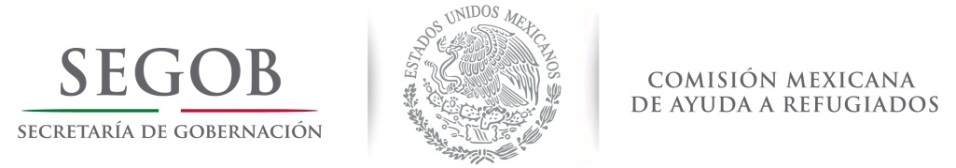 SEGOB
SECRETARÍA DE GOBERNACIÓN
ESTADOS UNIDOS MEXICANOS
COMISIÓN MEXICANA
DE AYUDA A REFUGIADOS